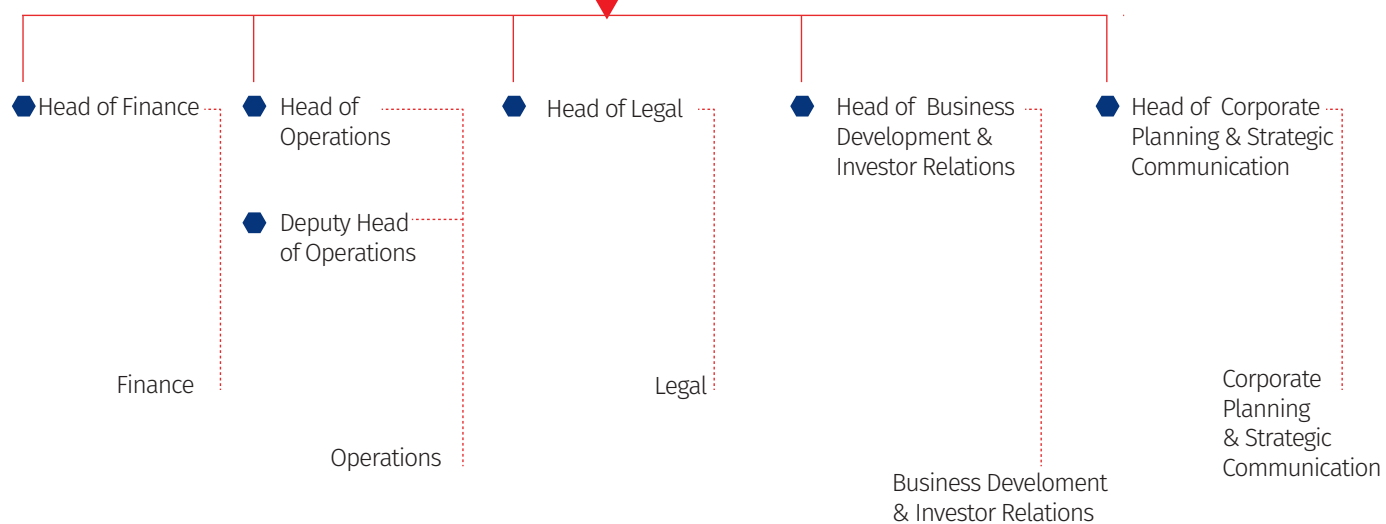 Head of Finance
Head of
Operations
Deputy Head
of Operations
Head of Legal
Head of Business
Development &
Investor Relations
Head of Corporate
Planning & Strategic
Communication
Finance
Operations
Legal
Business Develoment
& Investor Relations
Corporate
Planning
& Strategic
Communication